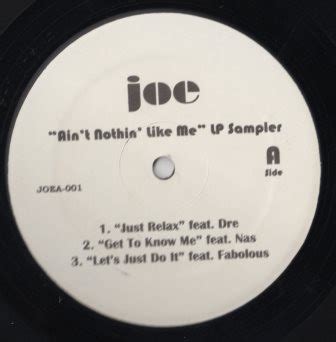 joe
"Ain't Nothin' Like Me" LP Sampler
A
Side
JOEA-001
1. "Just Relax" feat. Dre
2. "Get To Know Me" feat. Nas
3. "Let's Just Do It" feat. Fabolous